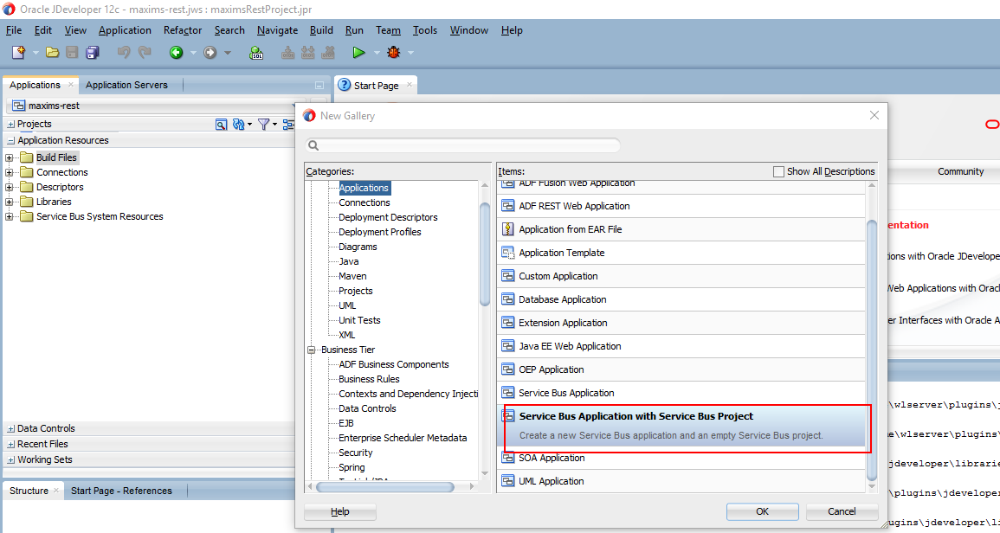 Oracle JDeveloper 12c - maxims-rest.jws : maximsRestProject.jpr
File Edit View Application Refactor Search Navigate Build Run Team Tools Window Help
Applications
Application Servers
Start Page
maxims-rest
Projects
Application Resources
Build Files
Connections
Descriptors
Libraries
Service Bus System Resources
Data Controls
Recent Files
Working Sets
Structure
Start Page - References
New Gallery
Categories:
Applications
Connections
Deployment Descriptors
Deployment Profiles
Diagrams
Java
Maven
Projects
UML
Unit Tests
XML
Business Tier
ADF Business Components
Business Rules
Contexts and Dependency Injecti
Data Controls
EJB
Enterprise Scheduler Metadata
Security
Spring
Items:
Show All Descriptions
ADF Fusion Web Application
ADF REST Web Application
Application from EAR File
Application Template
Custom Application
Database Application
Extension Application
Java EE Web Application
OEP Application
Service Bus Application
Service Bus Application with Service Bus Project
Create a new Service Bus application and an empty Service Bus project.
SOA Application
UML Application
Help
OK
Cancel
Community
entation
ions with Oracle JDevelope
Web Applications with Oracl
er Interfaces with Oracle A
\wlserver\plugins\j
e\wlserver\plugins\
jdeveloper\librarie
\plugins\jdeveloper
ugins\jdeveloper\li